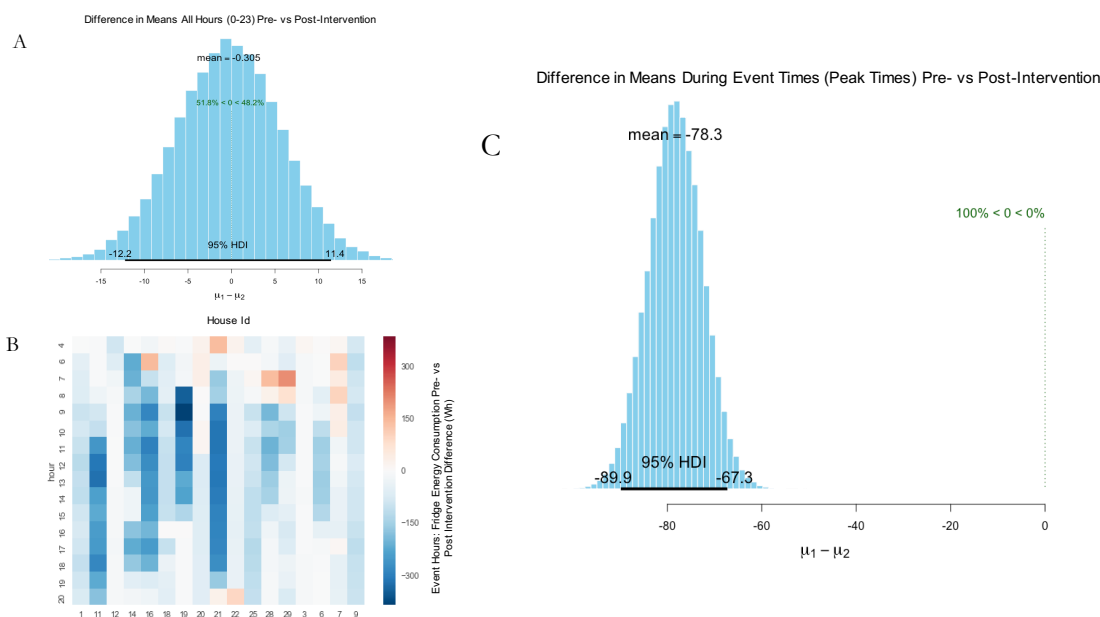 A
Difference in Means All Hours (0-23) Pre- vs Post-Intervention
mean = -0.305
51.8% < 0 < 48.2%
95% HDI
-12.2
11.4
-15 -10 -5 0 5 10 15
μ1 − μ2
B
House Id
hour
4
6
7
8
9
10
11
12
13
14
15
16
17
18
19
20
1 11 12 14 16 18 19 20 21 22 25 28 29 3 6 7 9
300
150
0
−150
−300
Event Hours: Fridge Energy Consumption Pre- vs
Post Intervention Difference (Wh)
C
Difference in Means During Event Times (Peak Times) Pre- vs Post-Intervention
mean = -78.3
100% < 0 < 0%
95% HDI
-89.9
-67.3
-80 -60 -40 -20 0
μ1 − μ2